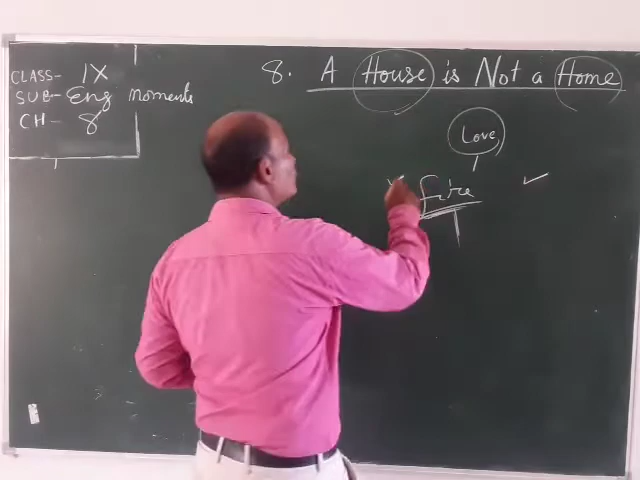 CLASS- IX
SUB- Eng moments
CH- 8
8. A House is Not a Home
Love
fire